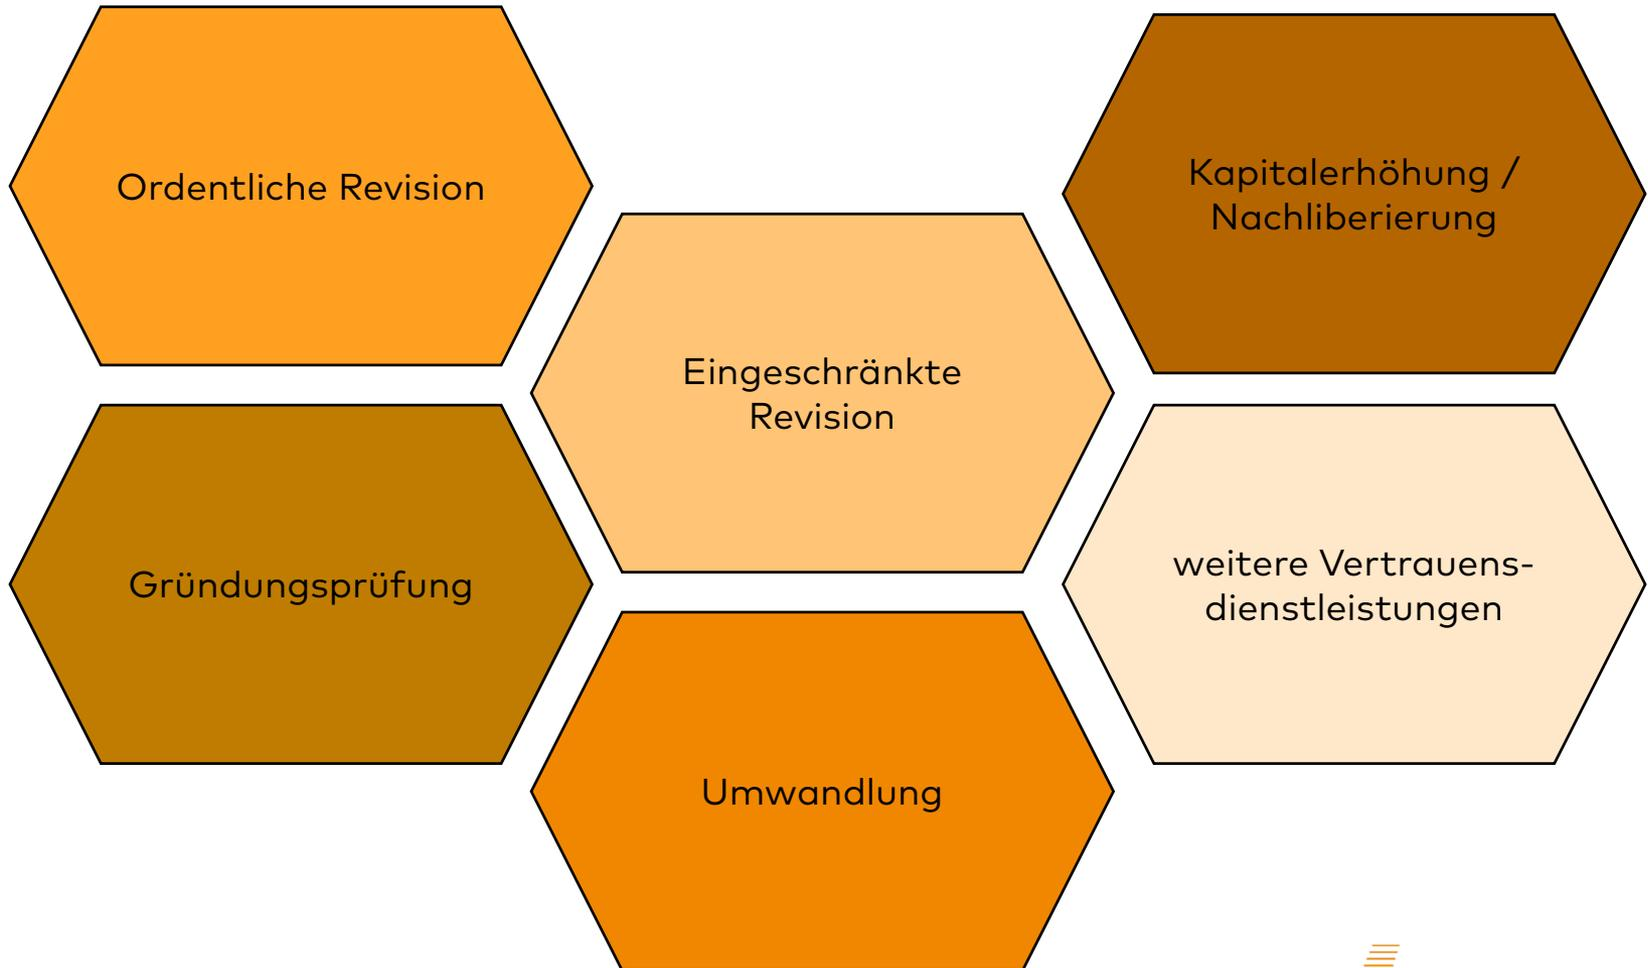 Ordentliche Revision
Kapitalerhöhung /
Nachliberierung
Eingeschränkte
Revision
Gründungsprüfung
weitere Vertrauens-
dienstleistungen
Umwandlung